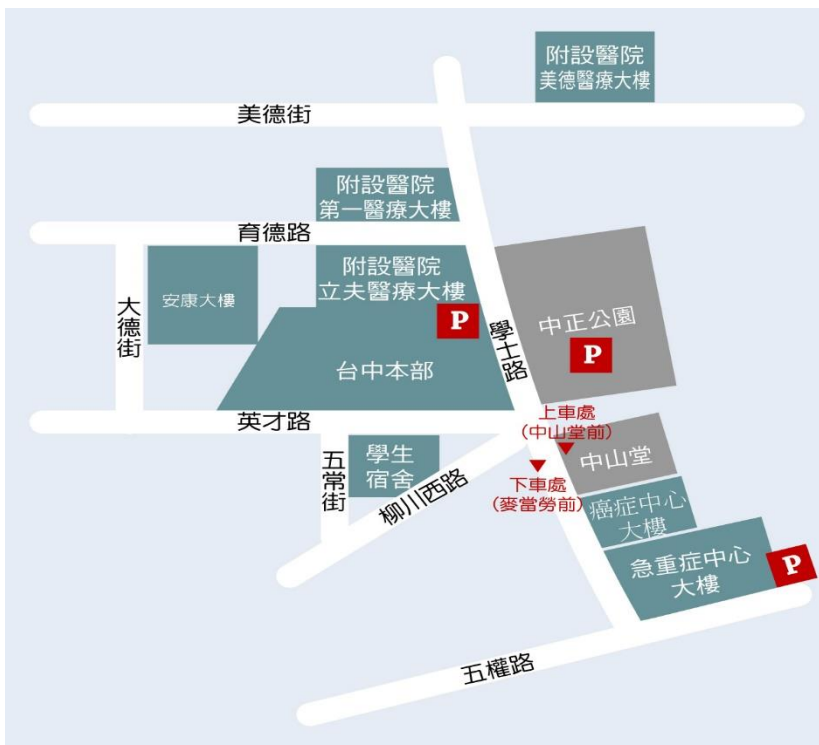 附設醫院
美德醫療大樓
美德街
附設醫院
第一醫療大樓
育德路
大德街
安康大樓
附設醫院
立夫醫療大樓
P
台中本部
學士路
中正公園
P
英才路
上車處
(中山堂前)
五常街
學生
宿舍
柳川西路
下車處
(麥當勞前)
中山堂
癌症中心
大樓
急重症中心
大樓
P
五權路